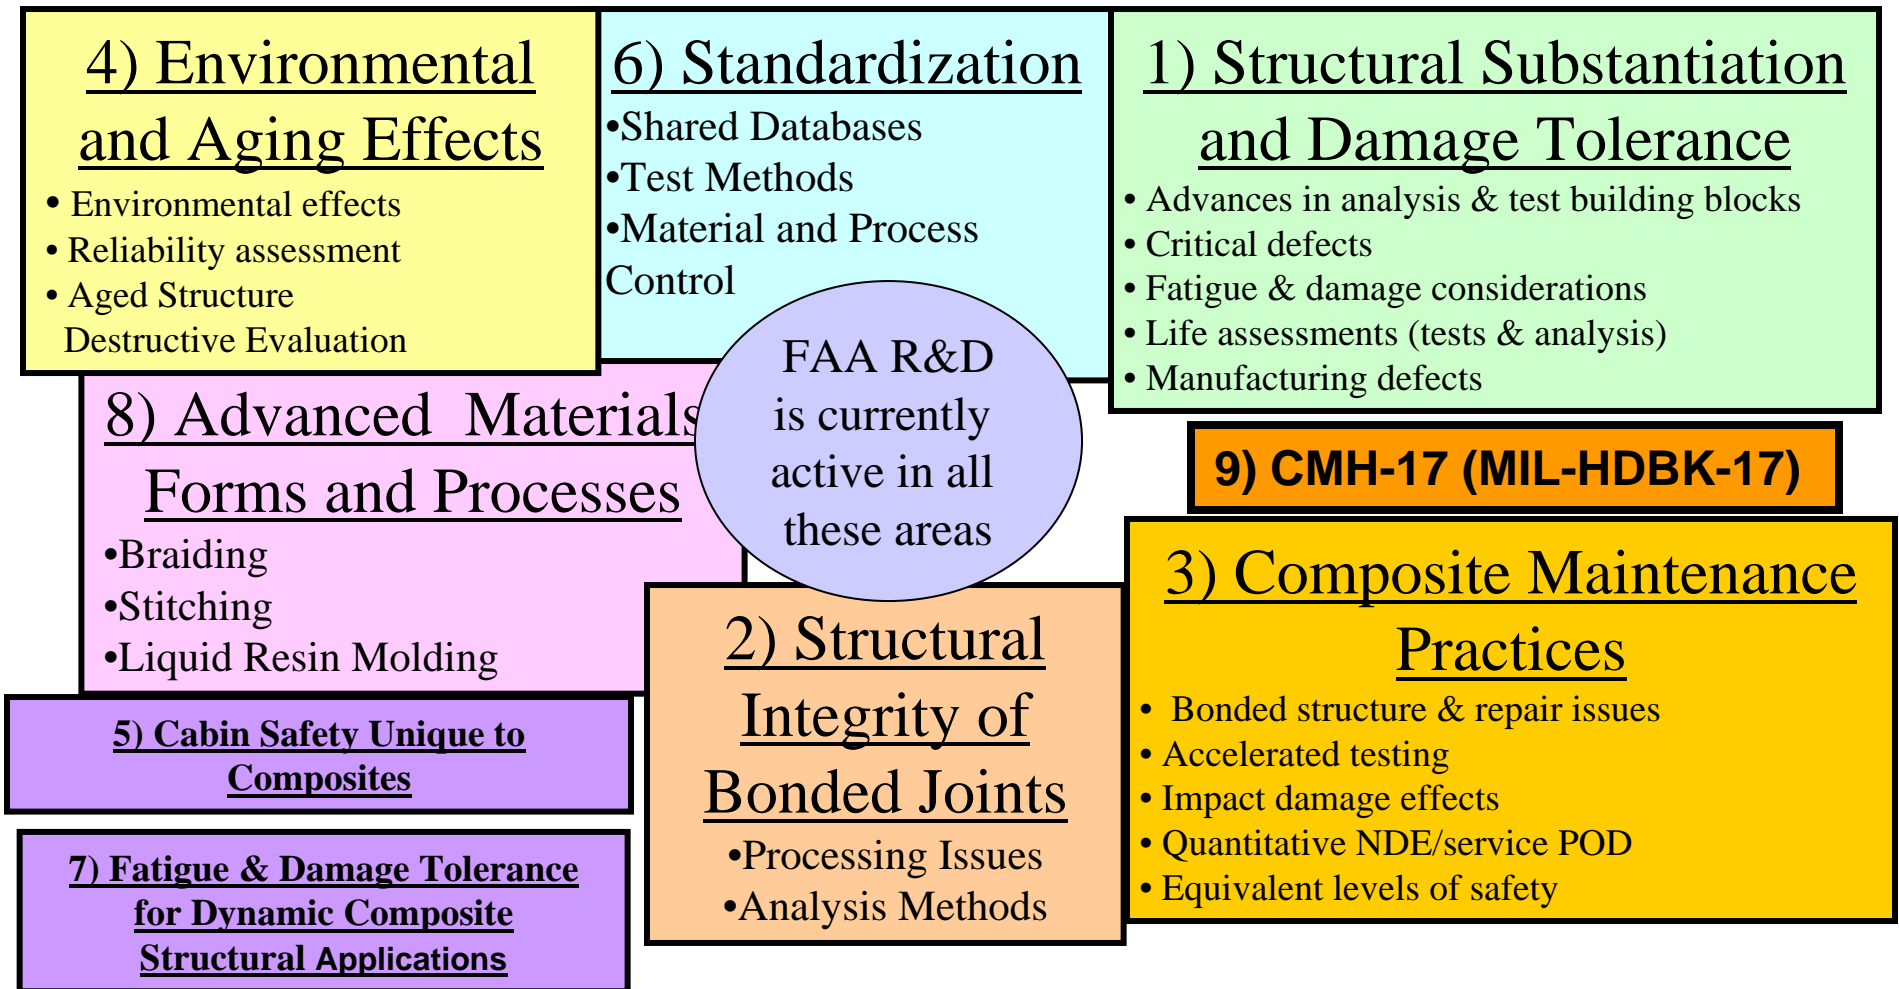 4) Environmental
and Aging Effects
• Environmental effects
• Reliability assessment
• Aged Structure
Destructive Evaluation
6) Standardization
•Shared Databases
•Test Methods
•Material and Process
Control
1) Structural Substantiation
and Damage Tolerance
• Advances in analysis & test building blocks
• Critical defects
• Fatigue & damage considerations
• Life assessments (tests & analysis)
• Manufacturing defects
FAA R&D
is currently
active in all
these areas
8) Advanced Materials
Forms and Processes
•Braiding
•Stitching
•Liquid Resin Molding
9) CMH-17 (MIL-HDBK-17)
3) Composite Maintenance
Practices
• Bonded structure & repair issues
• Accelerated testing
• Impact damage effects
• Quantitative NDE/service POD
• Equivalent levels of safety
2) Structural
Integrity of
Bonded Joints
•Processing Issues
•Analysis Methods
5) Cabin Safety Unique to
Composites
7) Fatigue & Damage Tolerance
for Dynamic Composite
Structural Applications